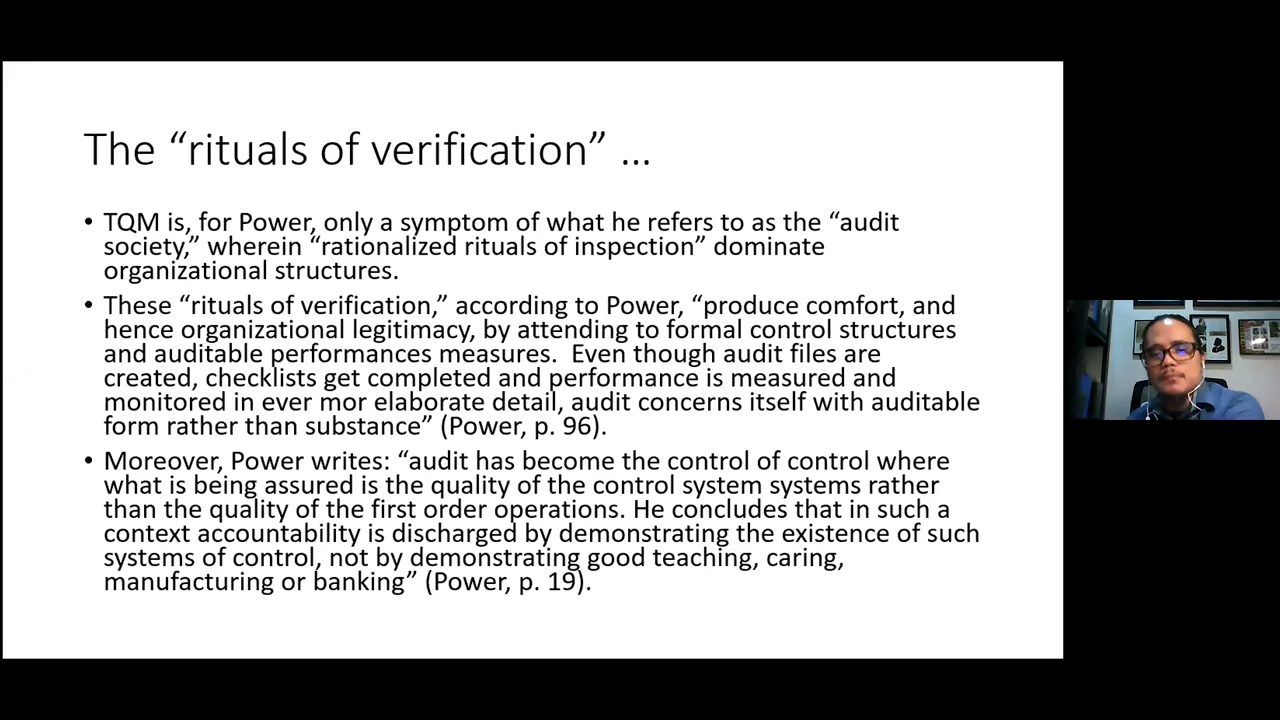 The “rituals of verification” ...
• TQM is, for Power, only a symptom of what he refers to as the “audit
society,” wherein “rationalized rituals of inspection” dominate
organizational structures.
• These “rituals of verification,” according to Power, “produce comfort, and
hence organizational legitimacy, by attending to formal control structures
and auditable performances measures.  Even though audit files are
created, checklists get completed and performance is measured and
monitored in ever mor elaborate detail, audit concerns itself with auditable
form rather than substance” (Power, p. 96).
• Moreover, Power writes: “audit has become the control of control where
what is being assured is the quality of the control system systems rather
than the quality of the first order operations. He concludes that in such a
context accountability is discharged by demonstrating the existence of such
systems of control, not by demonstrating good teaching, caring,
manufacturing or banking” (Power, p. 19).